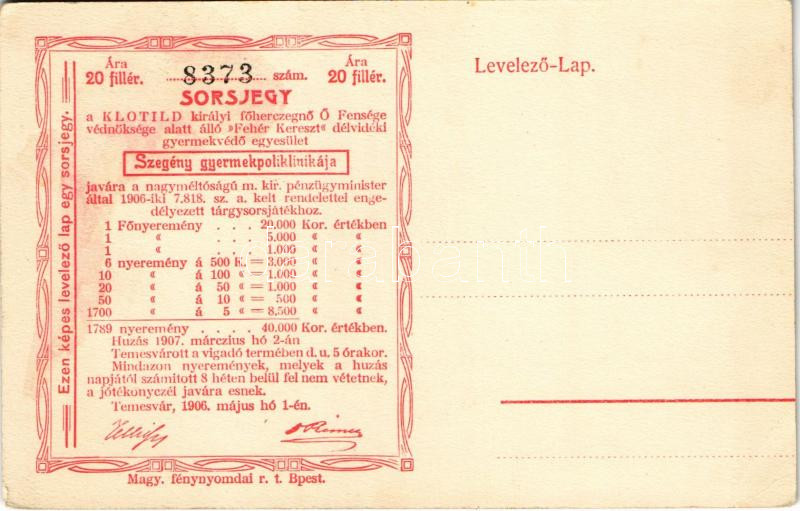 Ára Ára
20 fillér. 8373 szám. 20 fillér.
SORSJEGY
a KLOTILD királyi főherczegnő Ő Fensége
védnöksége alatt álló »Fehér Kereszt« délvidéki
gyermekvédő egyesület
Szegény gyermekpoliklinikája
javára a nagyméltóságú m. kir. pénzügyminister
által 1906-iki 7.818. sz. a. kelt rendelettel enge-
délyezett tárgysorsjátékhoz.
1 Főnyeremény . . . 20.000 Kor. értékben
1 « . . . 5.000 « «
1 « . . . 1.000 « «
6 nyeremény á 500 K. = 3.000 « «
10 « á 100 « = 1.000 « «
20 « á 50 « = 1.000 « «
50 « á 10 « = 500 « «
1700 « á 5 « = 8.500 « «
1789 nyeremény . . . . 40.000 Kor. értékben.
Huzás 1907. márczius hó 2-án
Temesvárott a vigadó termében d. u. 5 órakor.
Mindazon nyeremények, melyek a huzás
napjától számitott 8 héten belül fel nem vétetnek,
a jótékonyczél javára esnek.
Temesvár, 1906. május hó 1-én.
Magy. fénynyomdai r. t. Bpest.
Ezen képes levelező lap egy sorsjegy.
Levelező-Lap.
darabanth